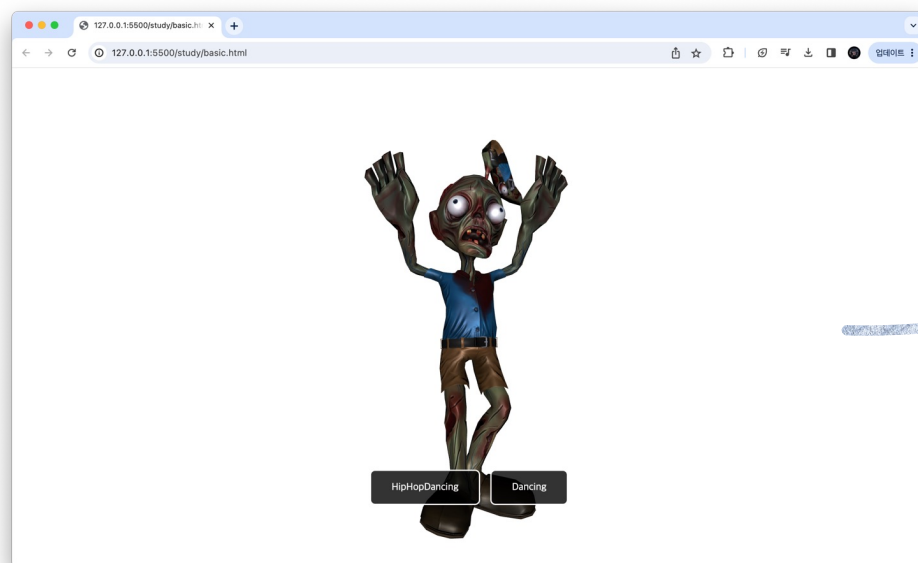 127.0.0.1:5500/study/basic.ht
127.0.0.1:5500/study/basic.html
업데이트
HipHopDancing
Dancing